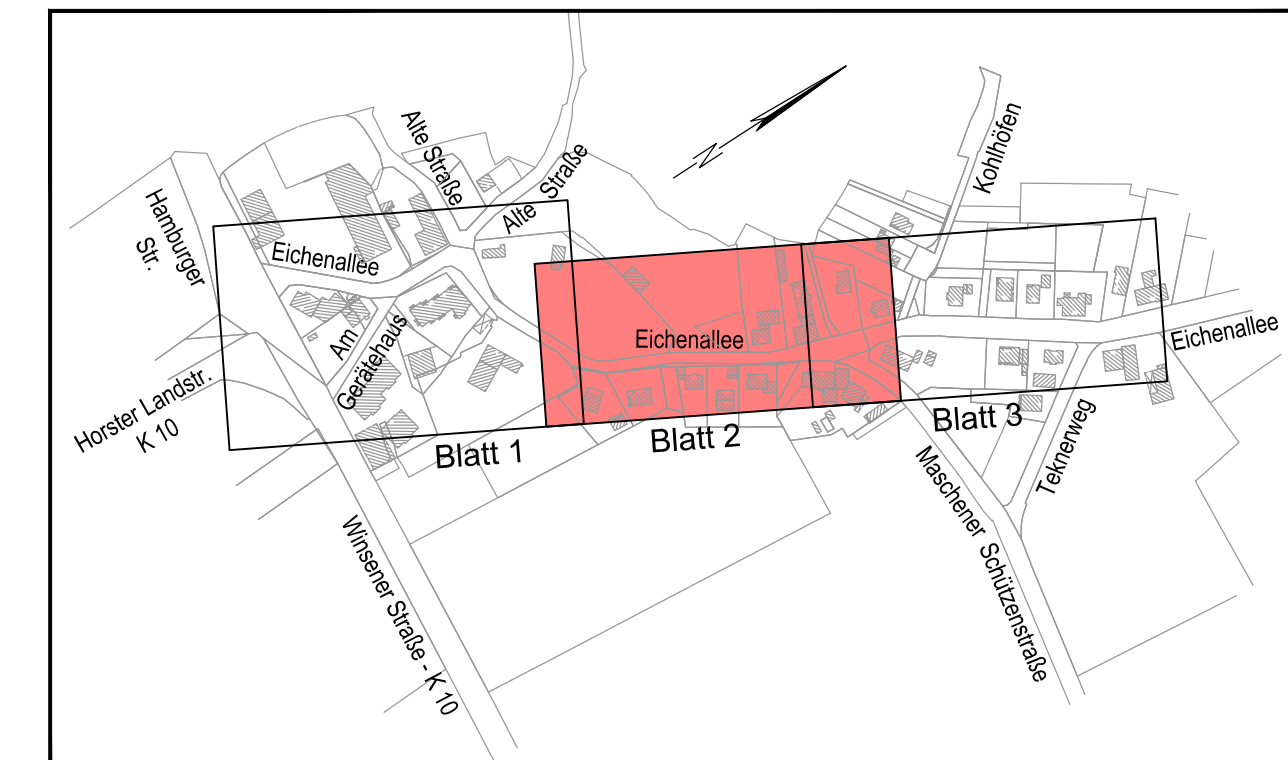 Alte Straße
Kohlhöfen
N
Alte Straße
Hamburger
Str.
Eichenallee
Eichenallee
Eichenallee
Am
Gerätehaus
Horster Landstr.
K 10
Blatt 1
Blatt 2
Blatt 3
Teknerweg
Maschener Schützenstraße
Winsener Straße - K 10